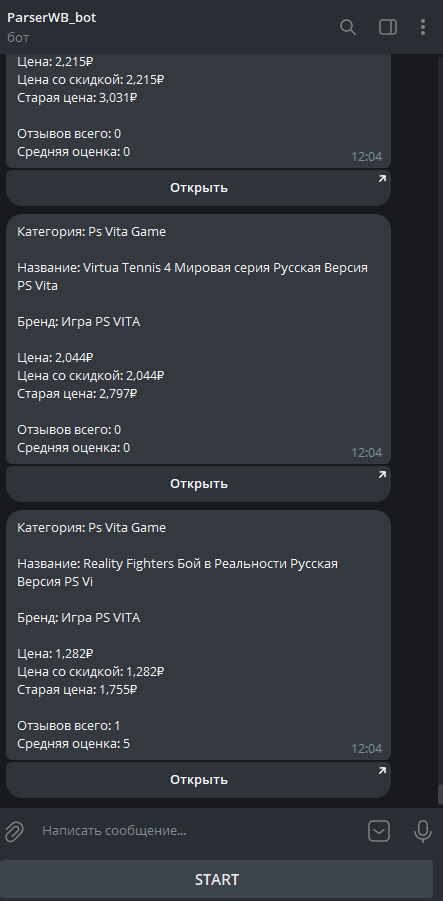 ParserWB_bot
бот
Цена: 2,215₽
Цена со скидкой: 2,215₽
Старая цена: 3,031₽
Отзывов всего: 0
Средняя оценка: 0
12:04
Открыть
Категория: Ps Vita Game
Название: Virtua Tennis 4 Мировая серия Русская Версия
PS Vita
Бренд: Игра PS VITA
Цена: 2,044₽
Цена со скидкой: 2,044₽
Старая цена: 2,797₽
Отзывов всего: 0
Средняя оценка: 0
12:04
Открыть
Категория: Ps Vita Game
Название: Reality Fighters Бой в Реальности Русская
Версия PS Vi
Бренд: Игра PS VITA
Цена: 1,282₽
Цена со скидкой: 1,282₽
Старая цена: 1,755₽
Отзывов всего: 1
Средняя оценка: 5
12:04
Открыть
Написать сообщение...
START